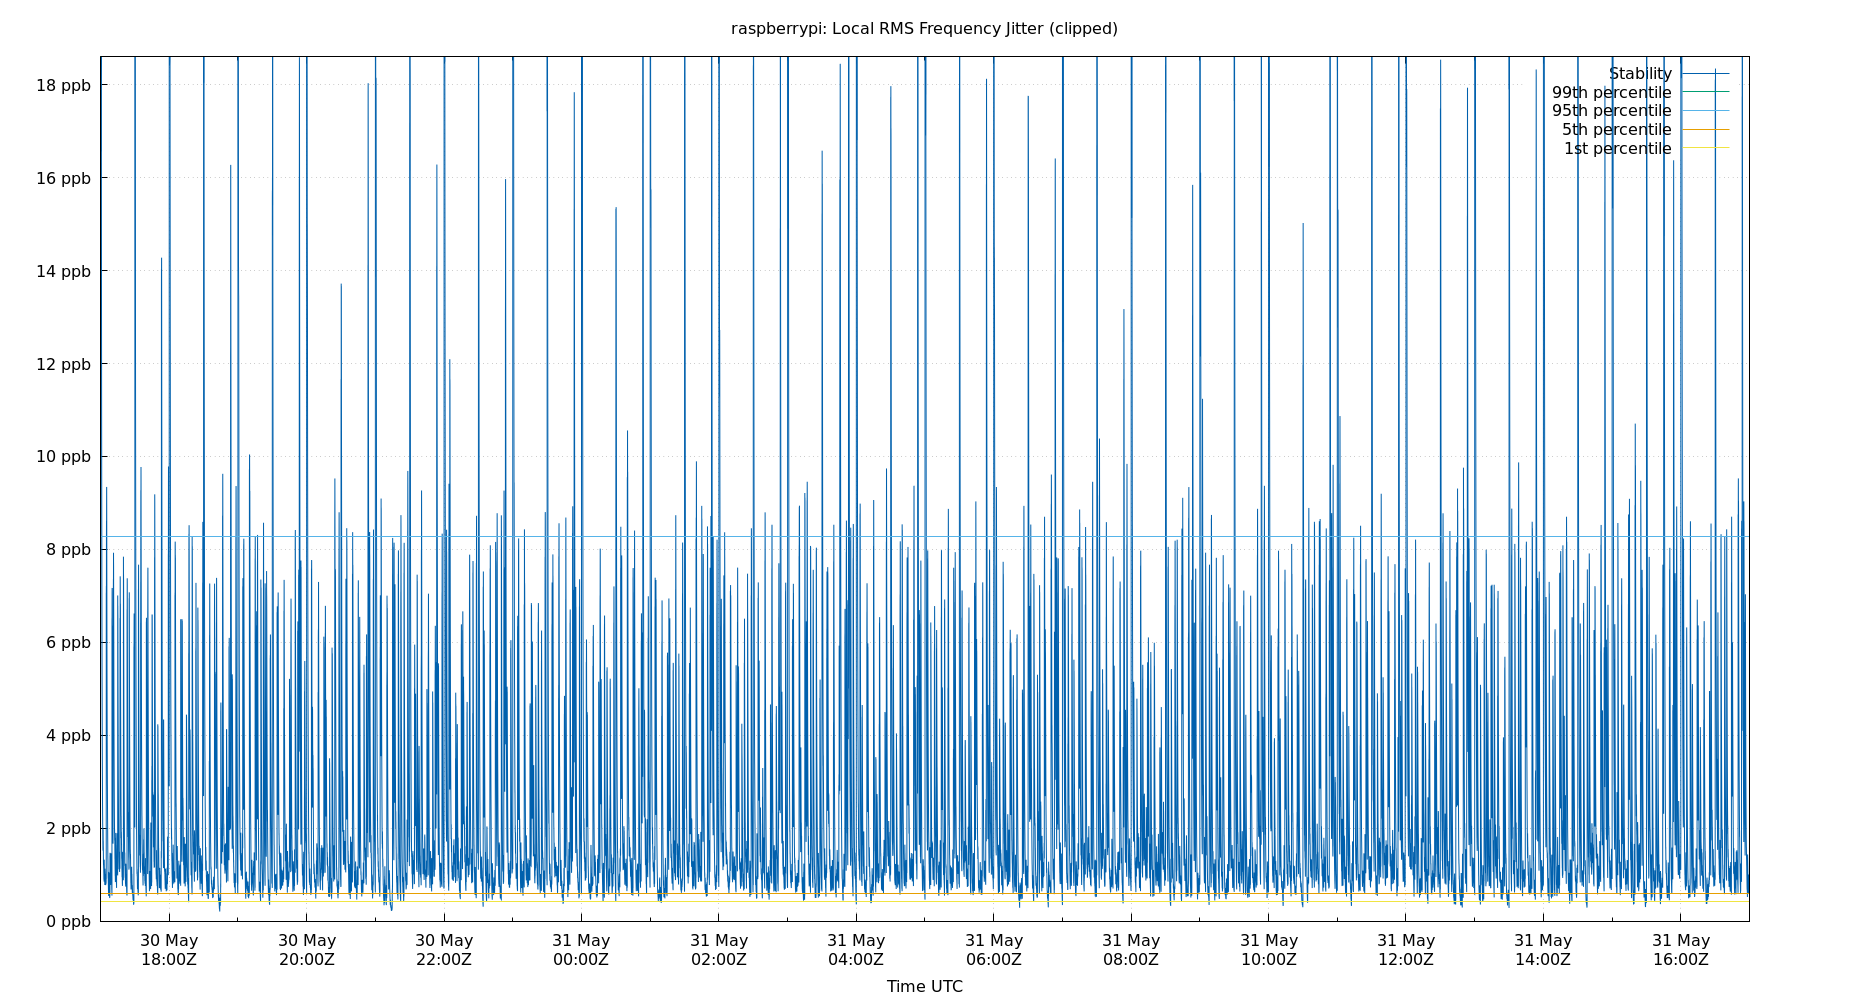 raspberrypi: Local RMS Frequency Jitter (clipped)
Stability
99th percentile
95th percentile
5th percentile
1st percentile
18 ppb
16 ppb
14 ppb
12 ppb
10 ppb
8 ppb
6 ppb
4 ppb
2 ppb
0 ppb
30 May 30 May 30 May 31 May 31 May 31 May 31 May 31 May 31 May 31 May 31 May 31 May
18:00Z 20:00Z 22:00Z 00:00Z 02:00Z 04:00Z 06:00Z 08:00Z 10:00Z 12:00Z 14:00Z 16:00Z
Time UTC